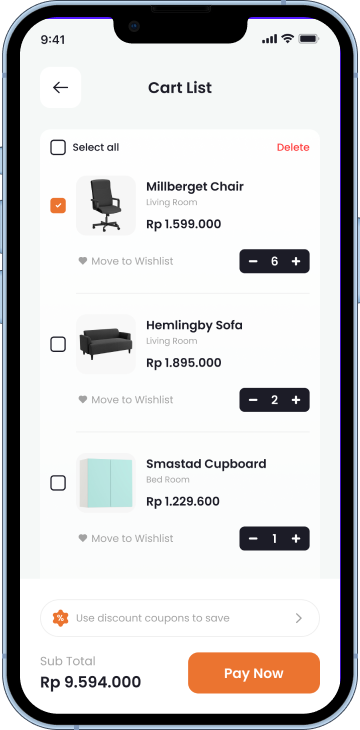 9:41
Cart List
Select all
Delete
Millberget Chair
Living Room
Rp 1.599.000
Move to Wishlist
− 6 +
Hemlingby Sofa
Living Room
Rp 1.895.000
Move to Wishlist
− 2 +
Smastad Cupboard
Bed Room
Rp 1.229.600
Move to Wishlist
− 1 +
% Use discount coupons to save
Sub Total
Rp 9.594.000
Pay Now